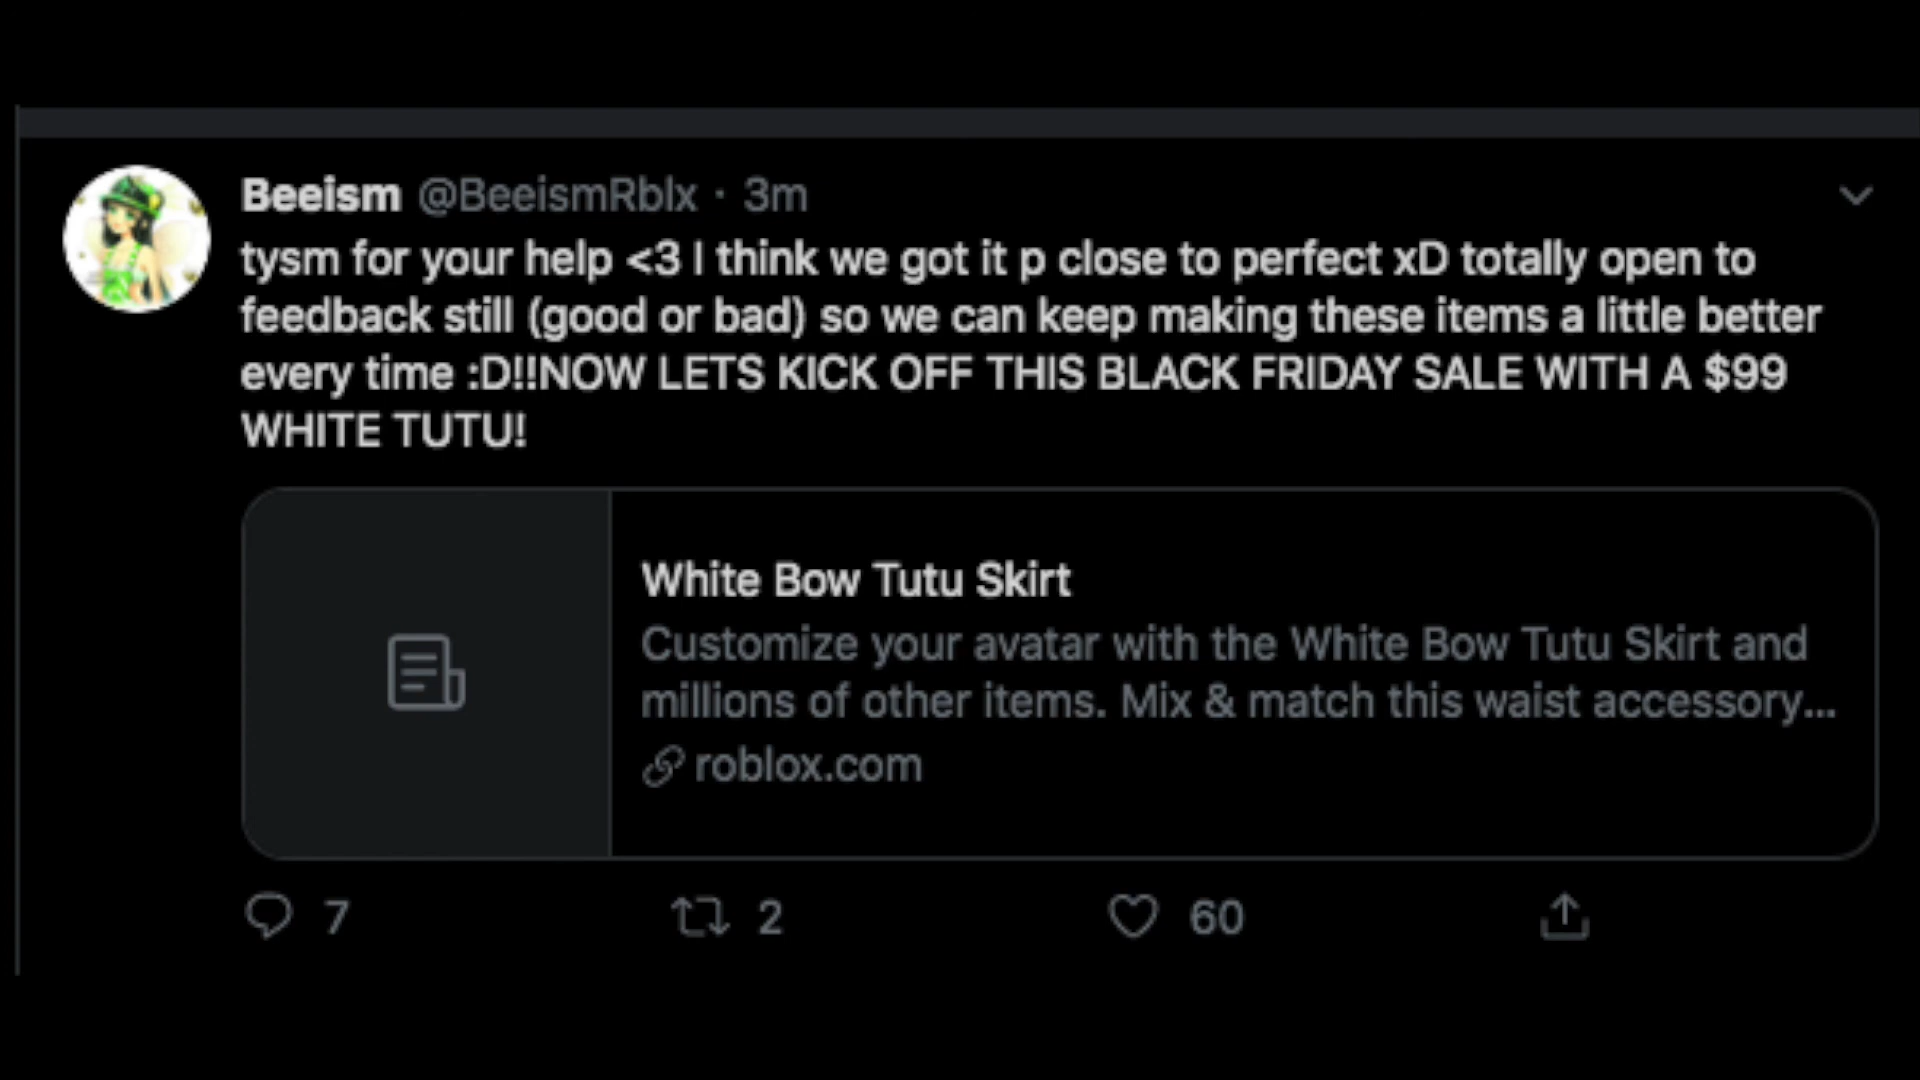 Beeism @BeeismRblx · 3m
tysm for your help <3 I think we got it p close to perfect xD totally open to
feedback still (good or bad) so we can keep making these items a little better
every time :D!!NOW LETS KICK OFF THIS BLACK FRIDAY SALE WITH A $99
WHITE TUTU!
White Bow Tutu Skirt
Customize your avatar with the White Bow Tutu Skirt and
millions of other items. Mix & match this waist accessory...
roblox.com
7 2 60